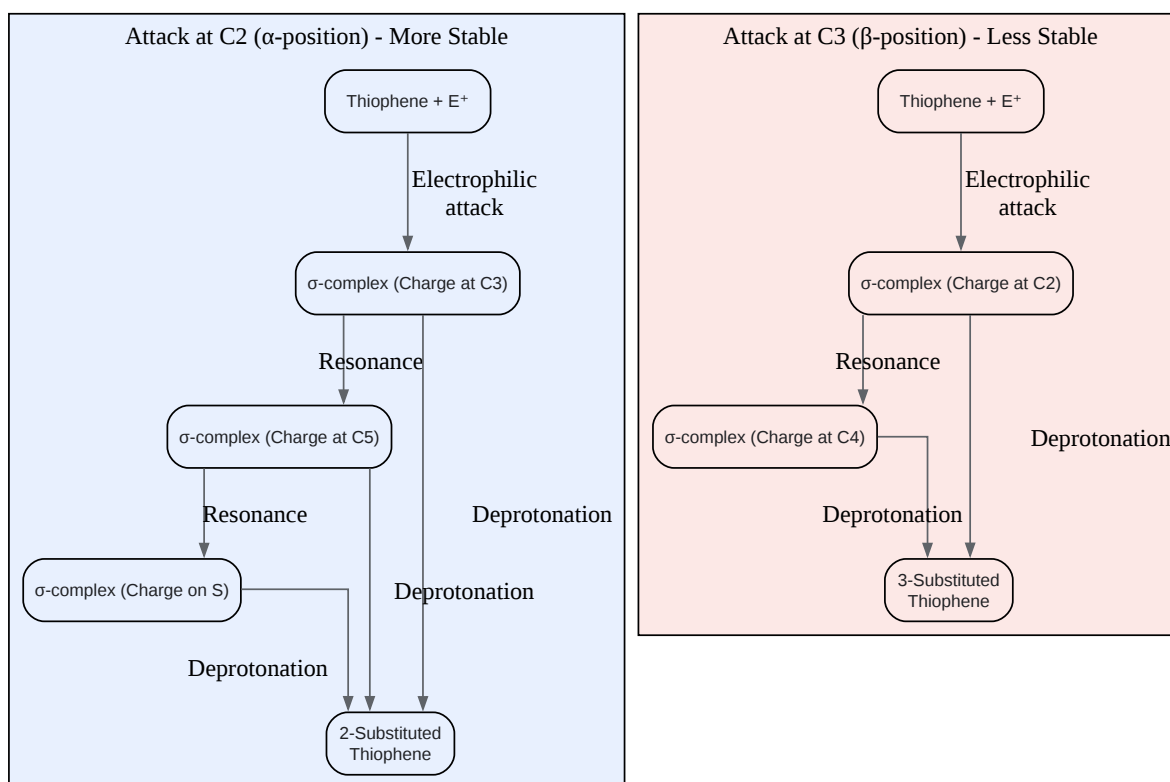 Attack at C2 (α-position) - More Stable
Thiophene + E⁺
Electrophilic
attack
σ-complex (Charge at C3)
Resonance
σ-complex (Charge at C5)
Resonance
Deprotonation
σ-complex (Charge on S)
Deprotonation
Deprotonation
2-Substituted
Thiophene
Attack at C3 (β-position) - Less Stable
Thiophene + E⁺
Electrophilic
attack
σ-complex (Charge at C2)
Resonance
σ-complex (Charge at C4)
Deprotonation
Deprotonation
3-Substituted
Thiophene